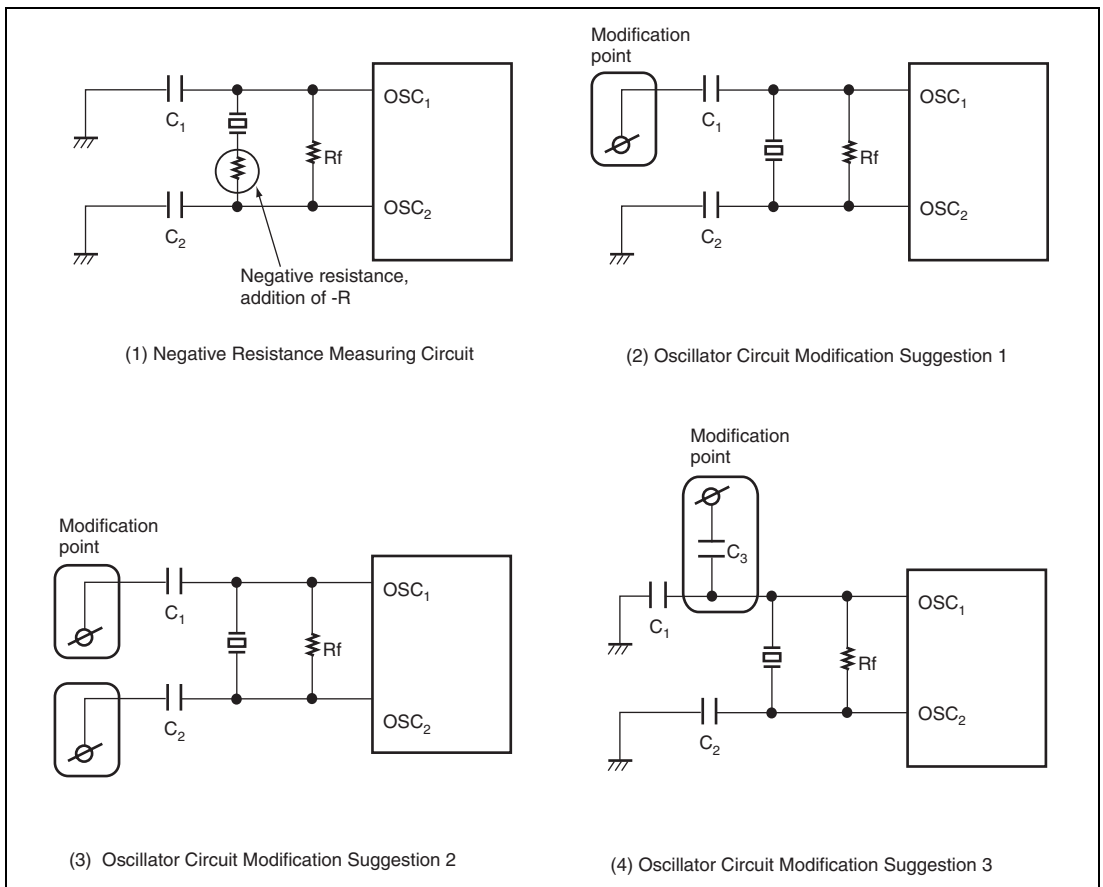 OSC1
C1
Rf
OSC2
C2
Negative resistance,
addition of -R
(1) Negative Resistance Measuring Circuit
Modification
point
OSC1
C1
Rf
OSC2
C2
(2) Oscillator Circuit Modification Suggestion 1
Modification
point
OSC1
C1
Rf
C2
OSC2
(3) Oscillator Circuit Modification Suggestion 2
Modification
point
C3
OSC1
C1
Rf
OSC2
C2
(4) Oscillator Circuit Modification Suggestion 3